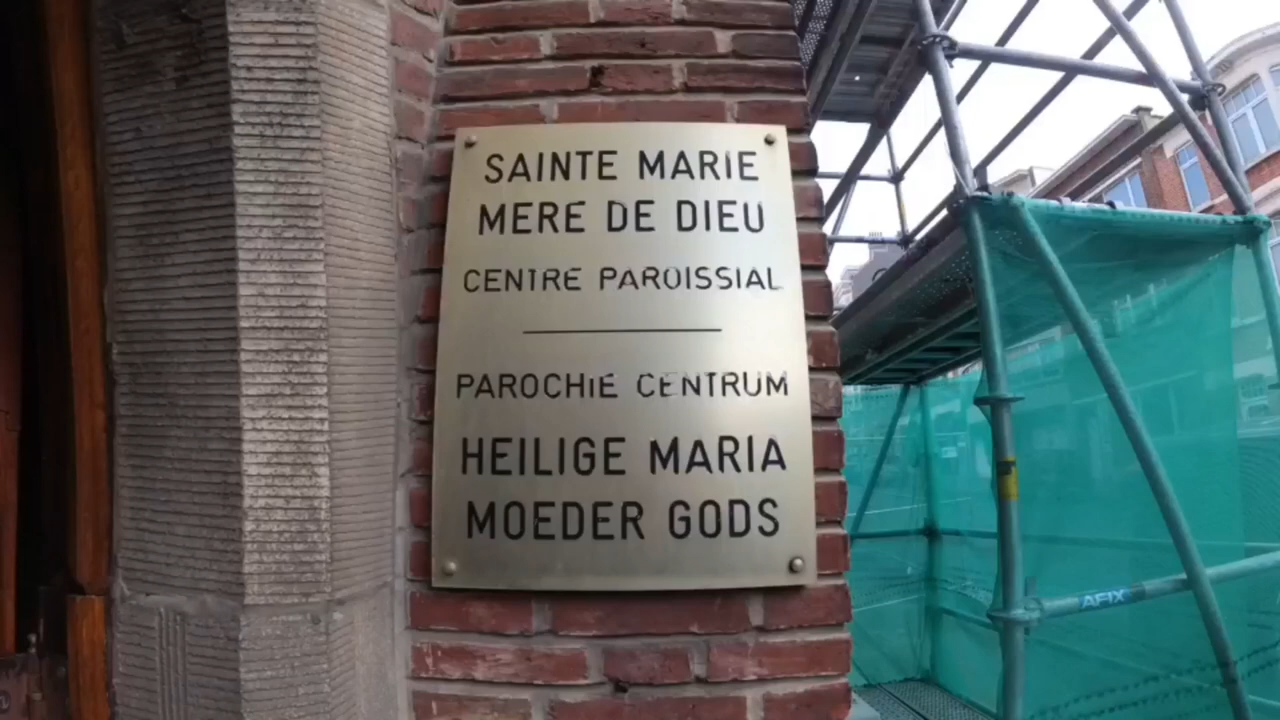 SAINTE MARIE
MERE DE DIEU
CENTRE PAROISSIAL
PAROCHIE CENTRUM
HEILIGE MARIA
MOEDER GODS
AFIX